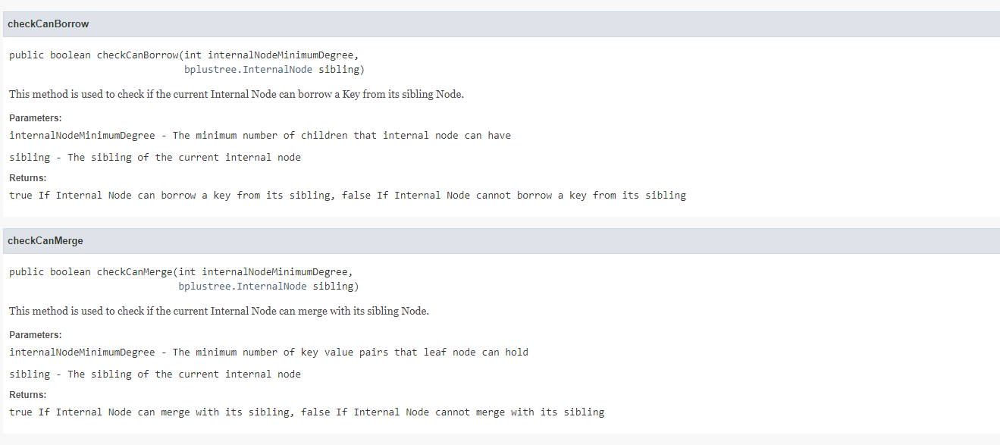 checkCanBorrow
public boolean checkCanBorrow(int internalNodeMinimumDegree,
bplustree.InternalNode sibling)
This method is used to check if the current Internal Node can borrow a Key from its sibling Node.
Parameters:
internalNodeMinimumDegree - The minimum number of children that internal node can have
sibling - The sibling of the current internal node
Returns:
true If Internal Node can borrow a key from its sibling, false If Internal Node cannot borrow a key from its sibling
checkCanMerge
public boolean checkCanMerge(int internalNodeMinimumDegree,
bplustree.InternalNode sibling)
This method is used to check if the current Internal Node can merge with its sibling Node.
Parameters:
internalNodeMinimumDegree - The minimum number of key value pairs that leaf node can hold
sibling - The sibling of the current internal node
Returns:
true If Internal Node can merge with its sibling, false If Internal Node cannot merge with its sibling